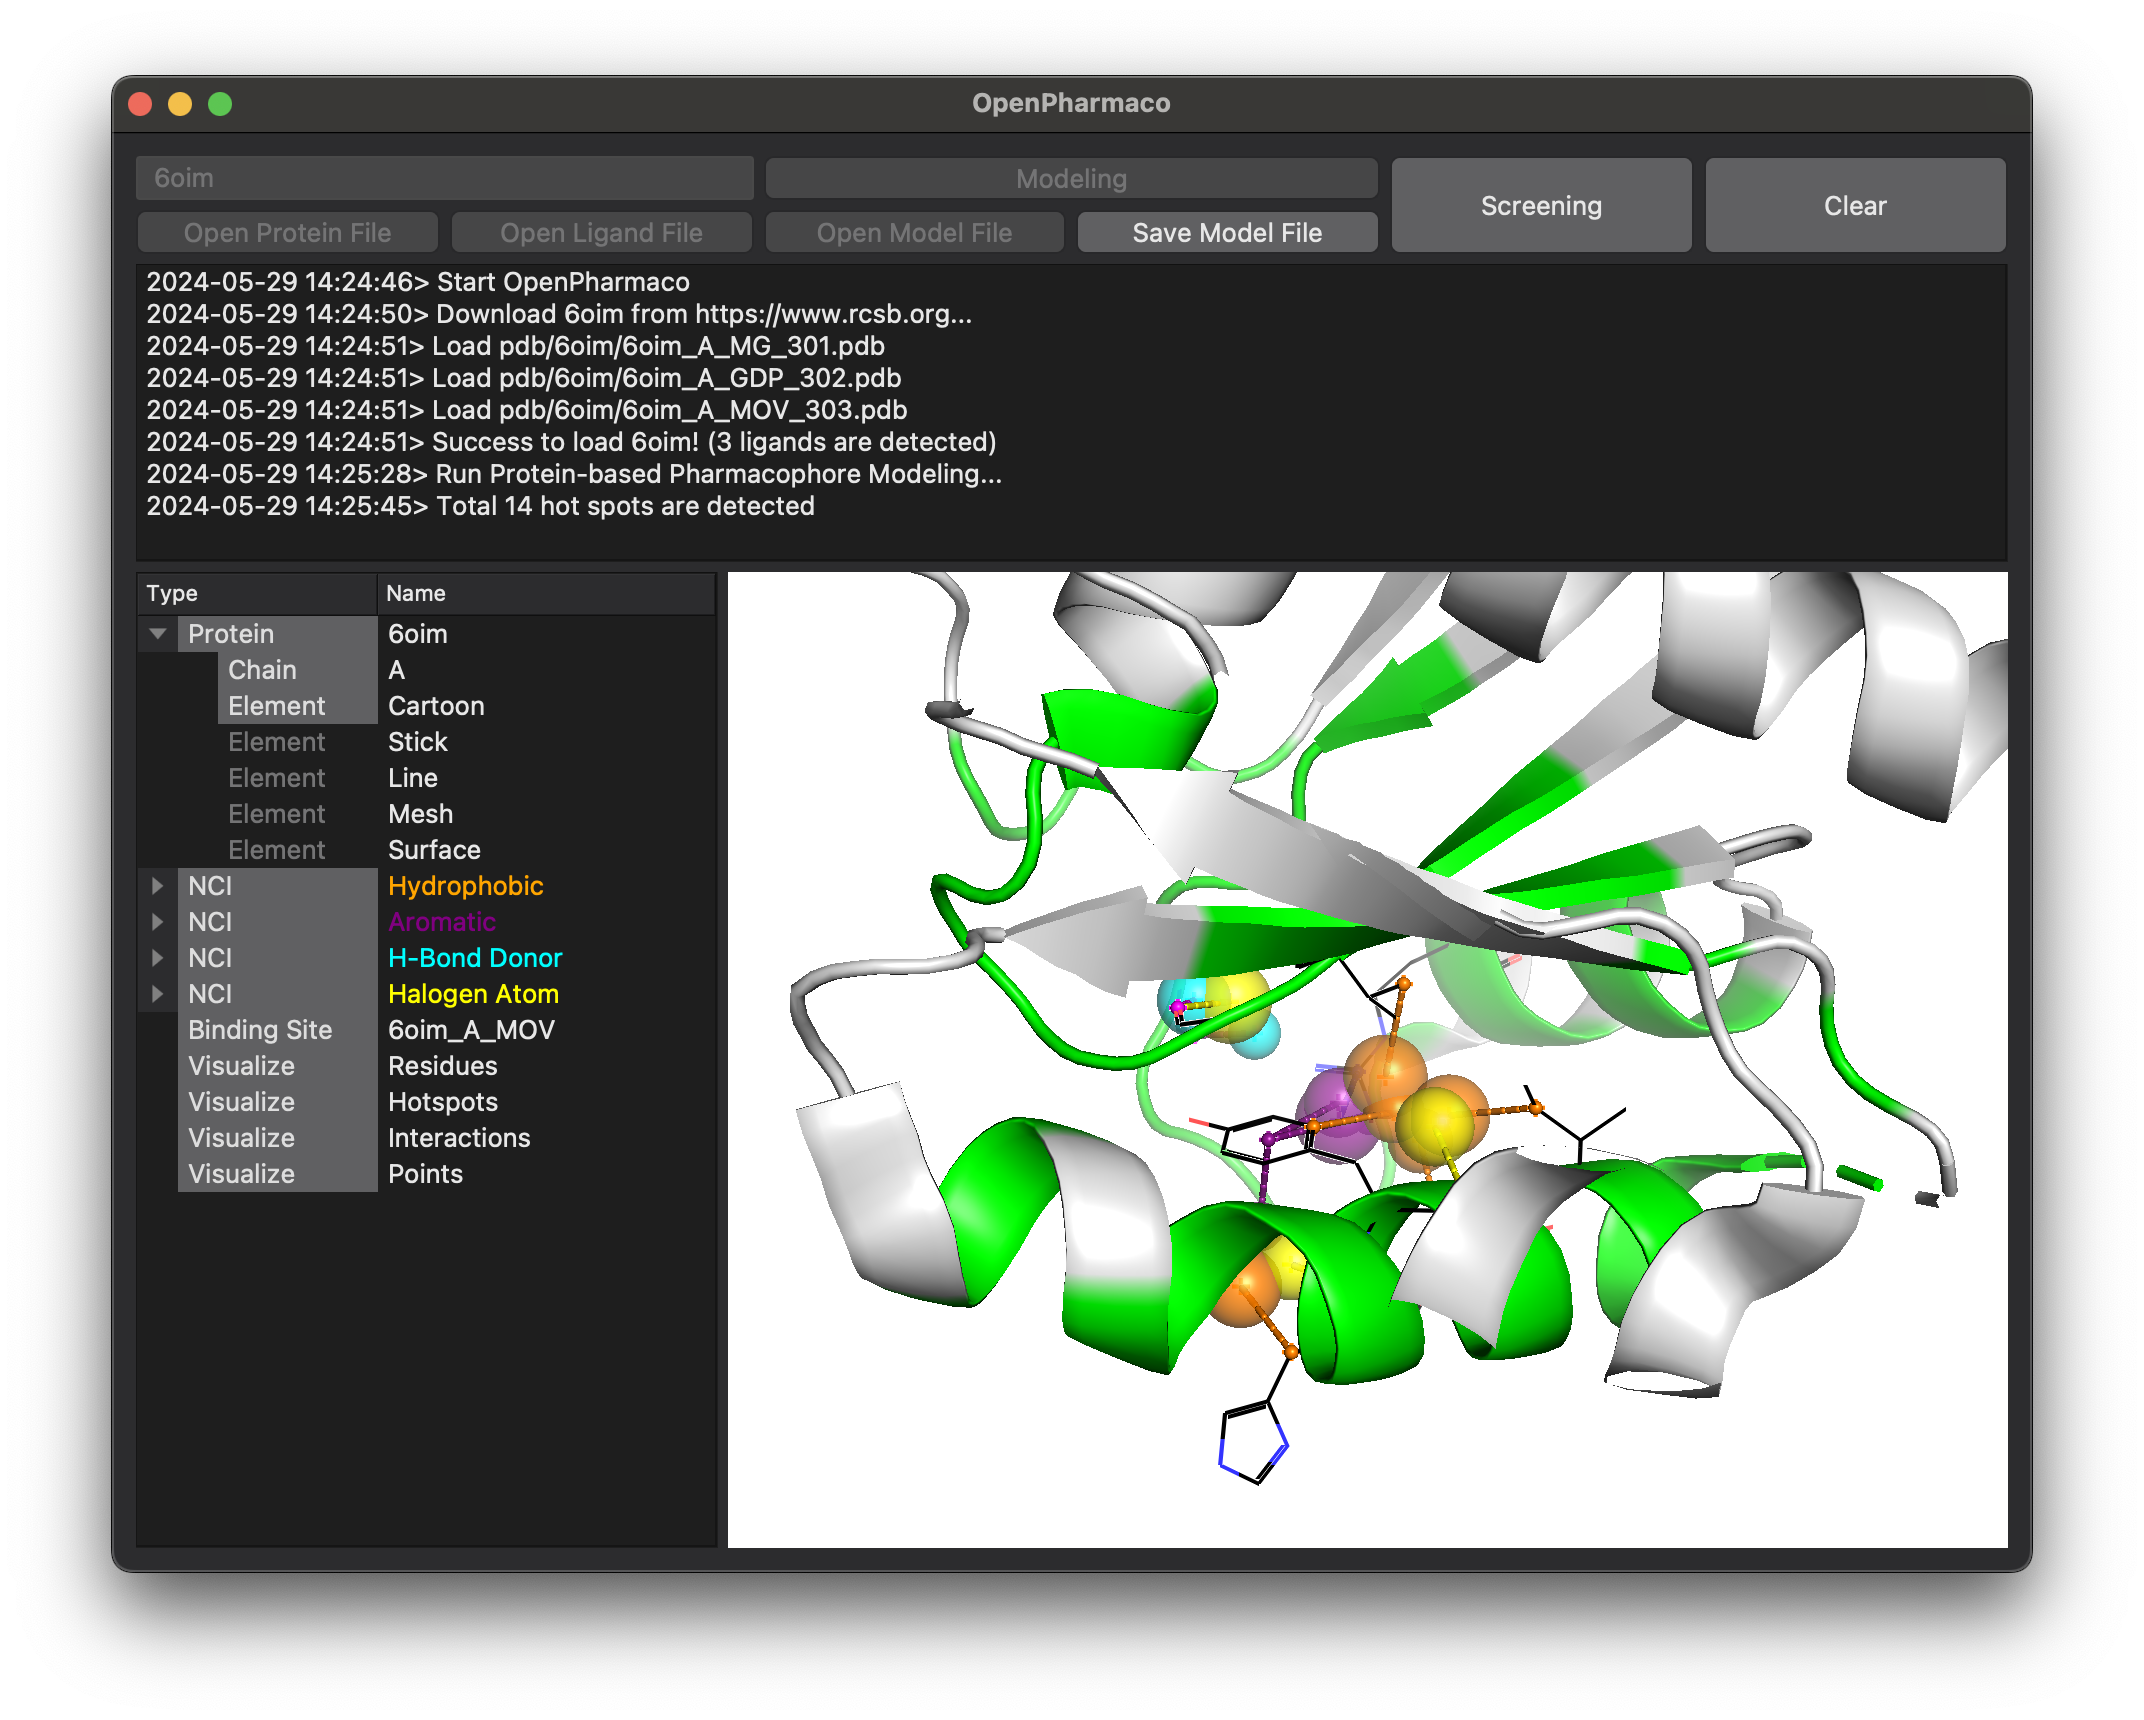 OpenPharmaco
6oim
Modeling
Screening
Clear
Open Protein File
Open Ligand File
Open Model File
Save Model File
2024-05-29 14:24:46> Start OpenPharmaco
2024-05-29 14:24:50> Download 6oim from https://www.rcsb.org...
2024-05-29 14:24:51> Load pdb/6oim/6oim_A_MG_301.pdb
2024-05-29 14:24:51> Load pdb/6oim/6oim_A_GDP_302.pdb
2024-05-29 14:24:51> Load pdb/6oim/6oim_A_MOV_303.pdb
2024-05-29 14:24:51> Success to load 6oim! (3 ligands are detected)
2024-05-29 14:25:28> Run Protein-based Pharmacophore Modeling...
2024-05-29 14:25:45> Total 14 hot spots are detected
Type Name
Protein 6oim
Chain A
Element Cartoon
Element Stick
Element Line
Element Mesh
Element Surface
NCI Hydrophobic
NCI Aromatic
NCI H-Bond Donor
NCI Halogen Atom
Binding Site 6oim_A_MOV
Visualize Residues
Visualize Hotspots
Visualize Interactions
Visualize Points